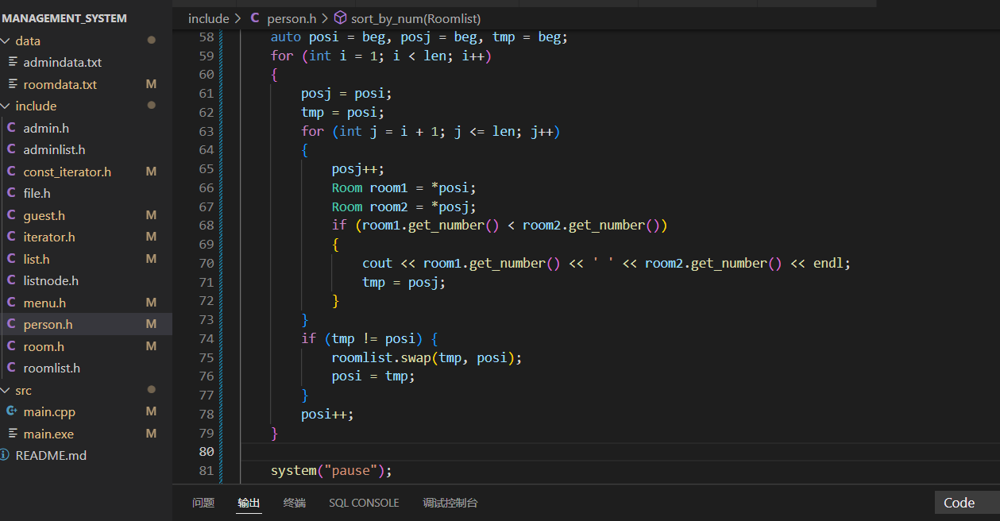 MANAGEMENT_SYSTEM
data
admindata.txt
roomdata.txt M
include
admin.h
adminlist.h
const_iterator.h M
file.h
guest.h M
iterator.h M
list.h M
listnode.h
menu.h M
person.h M
room.h M
roomlist.h
src
main.cpp M
main.exe M
README.md
include > C person.h > sort_by_num(Roomlist)
58 auto posi = beg, posj = beg, tmp = beg;
59 for (int i = 1; i < len; i++)
60 {
61 posj = posi;
62 tmp = posi;
63 for (int j = i + 1; j <= len; j++)
64 {
65 posj++;
66 Room room1 = *posi;
67 Room room2 = *posj;
68 if (room1.get_number() < room2.get_number())
69 {
70 cout << room1.get_number() << ' ' << room2.get_number() << endl;
71 tmp = posj;
72 }
73 }
74 if (tmp != posi) {
75 roomlist.swap(tmp, posi);
76 posi = tmp;
77 }
78 posi++;
79 }
80
81 system("pause");
问题 输出 终端 SQL CONSOLE 调试控制台
Code